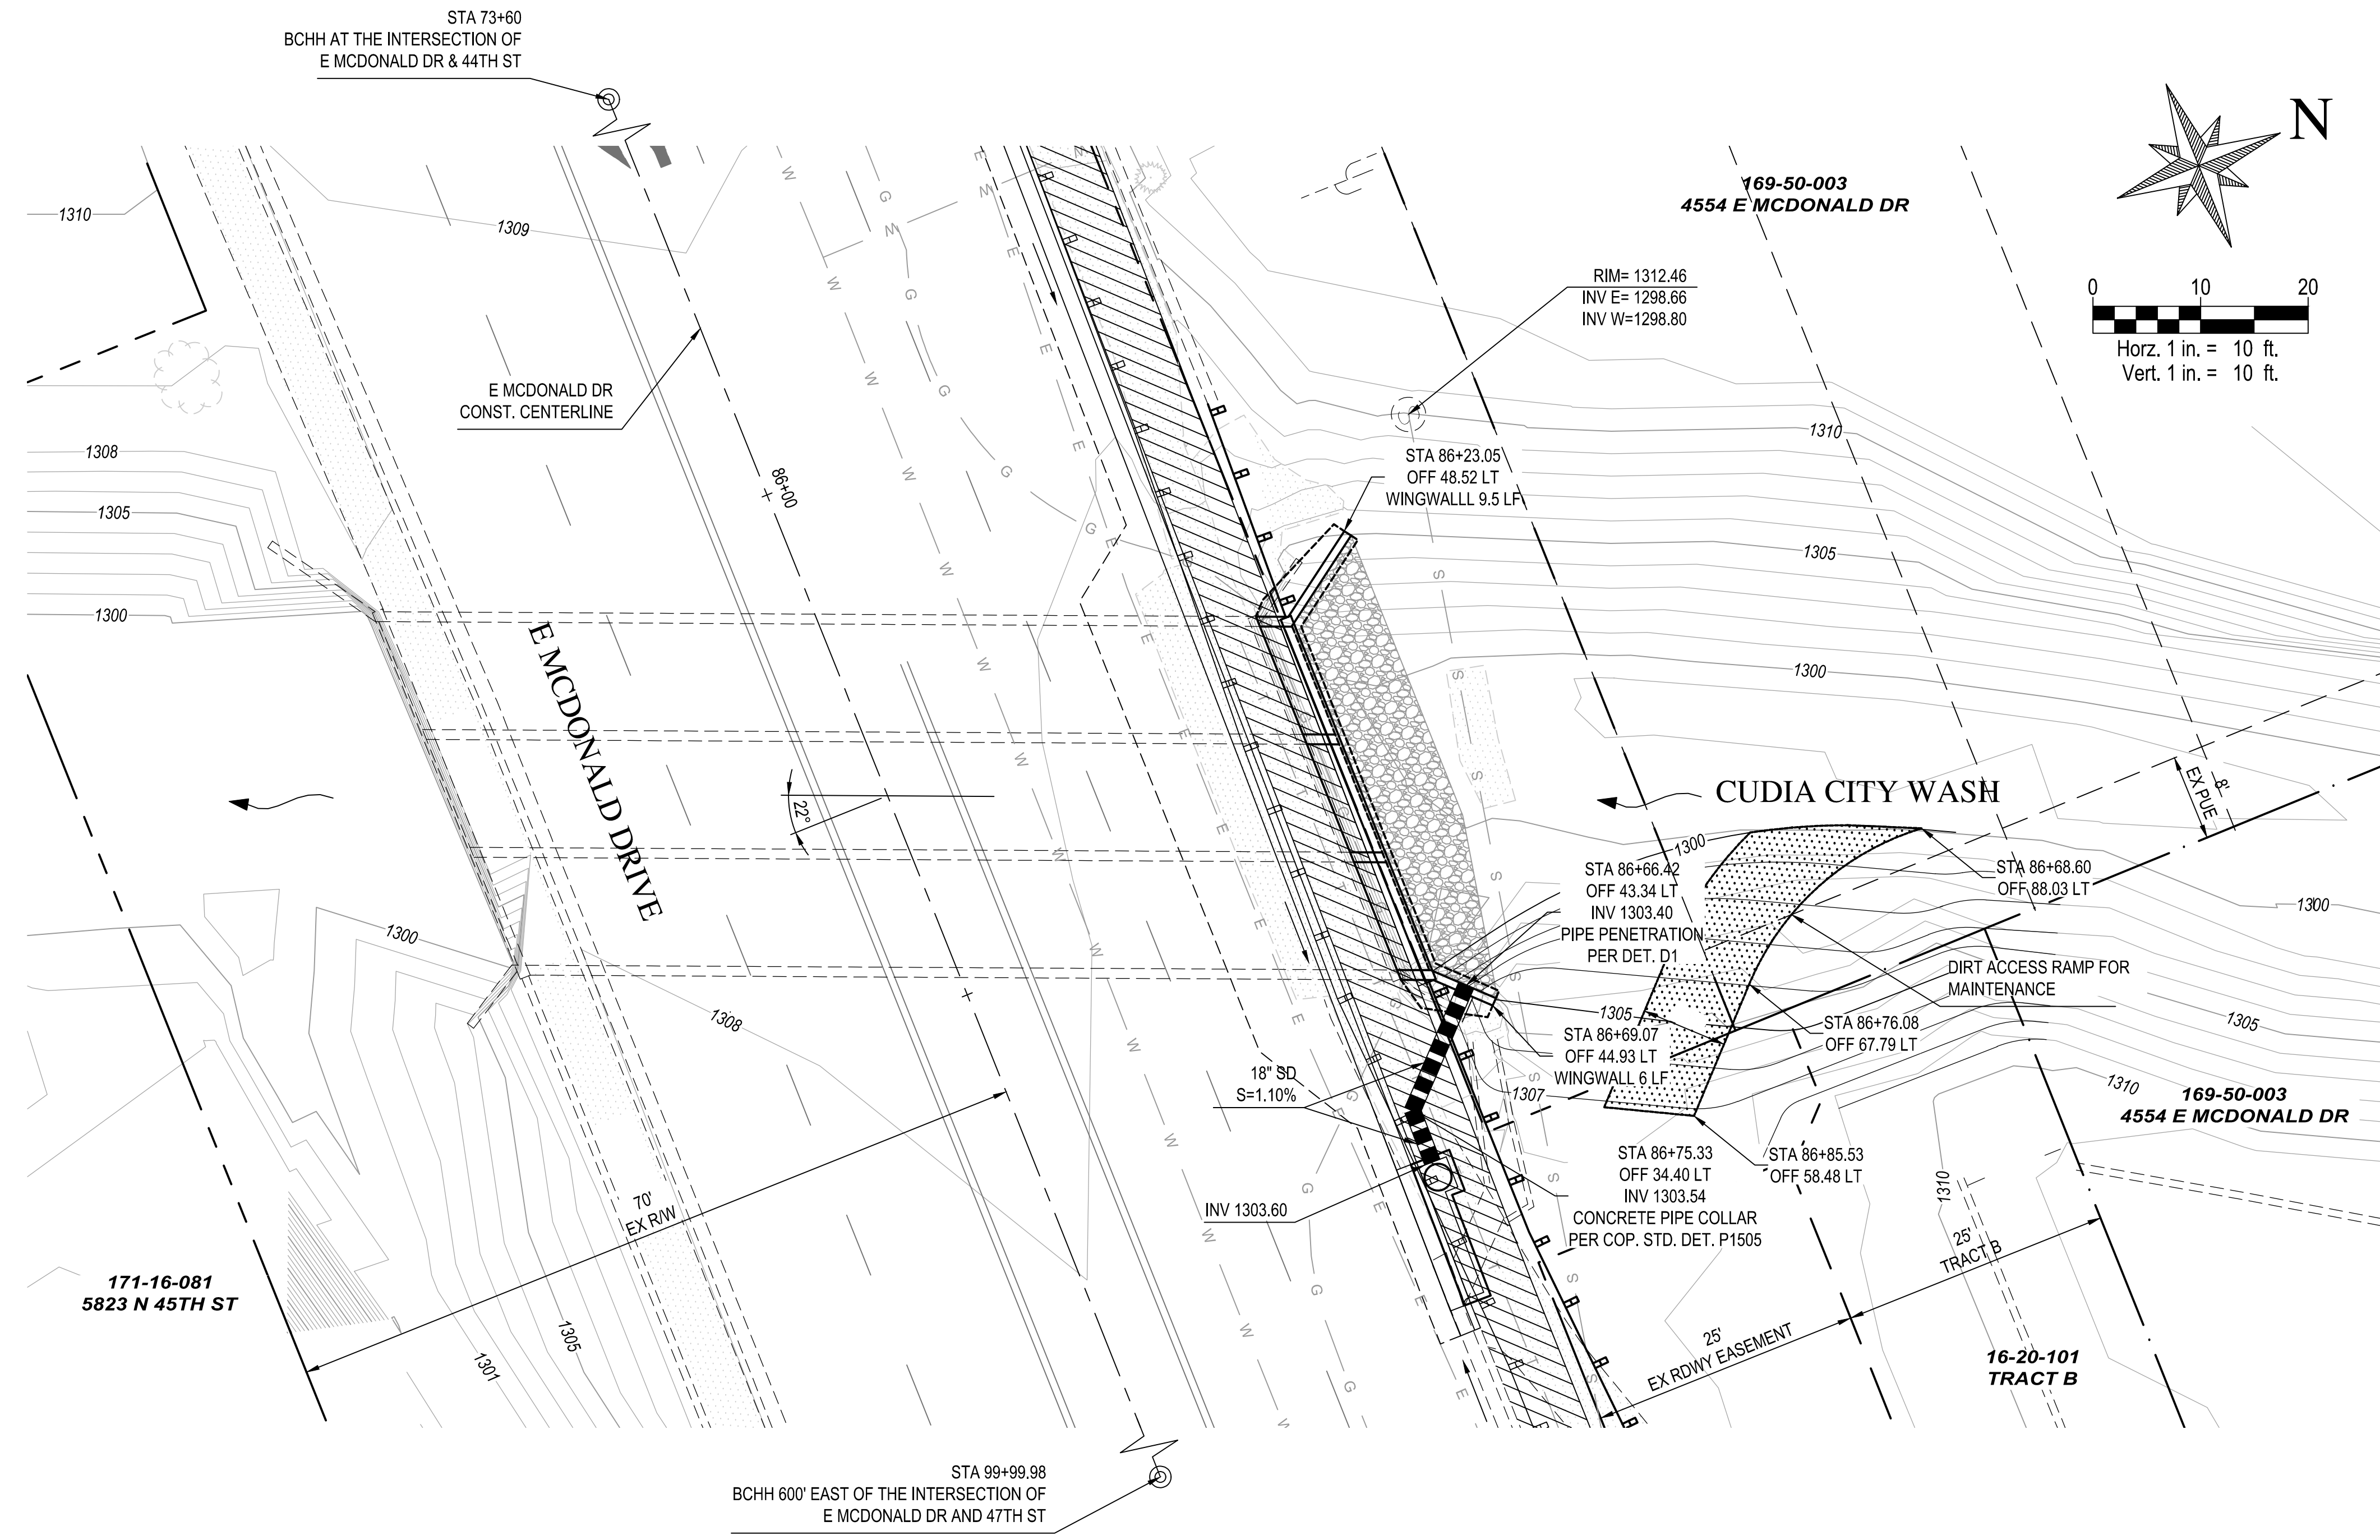 STA 73+60
BCHH AT THE INTERSECTION OF
E MCDONALD DR & 44TH ST
N
169-50-003
4554 E MCDONALD DR
1310
1309
RIM= 1312.46
INV E= 1298.66
INV W=1298.80
0 10 20
Horz. 1 in. = 10 ft.
Vert. 1 in. = 10 ft.
E MCDONALD DR
CONST. CENTERLINE
1308
1305
1300
86+00
1310
STA 86+23.05
OFF 48.52 LT
WINGWALLL 9.5 LF
1305
1300
E MCDONALD DRIVE
22°
CUDIA CITY WASH
8'
EX PUE
1300
STA 86+66.42
OFF 43.34 LT
INV 1303.40
PIPE PENETRATION
PER DET. D1
STA 86+68.60
OFF 88.03 LT
1300
1300
DIRT ACCESS RAMP FOR
MAINTENANCE
1308
1305
STA 86+69.07
OFF 44.93 LT
WINGWALL 6 LF
STA 86+76.08
OFF 67.79 LT
1305
18" SD
S=1.10%
1307
1310
169-50-003
4554 E MCDONALD DR
STA 86+75.33
OFF 34.40 LT
INV 1303.54
CONCRETE PIPE COLLAR
PER COP. STD. DET. P1505
STA 86+85.53
OFF 58.48 LT
1310
INV 1303.60
70'
EX R/W
25'
TRACT B
171-16-081
5823 N 45TH ST
1305
1301
25'
EX RDWY EASEMENT
16-20-101
TRACT B
STA 99+99.98
BCHH 600' EAST OF THE INTERSECTION OF
E MCDONALD DR AND 47TH ST
W W W W W W W W W W W W W W W W
G G G G G G G G G
E E E E E E E E E E E
S S S S S S S S S S